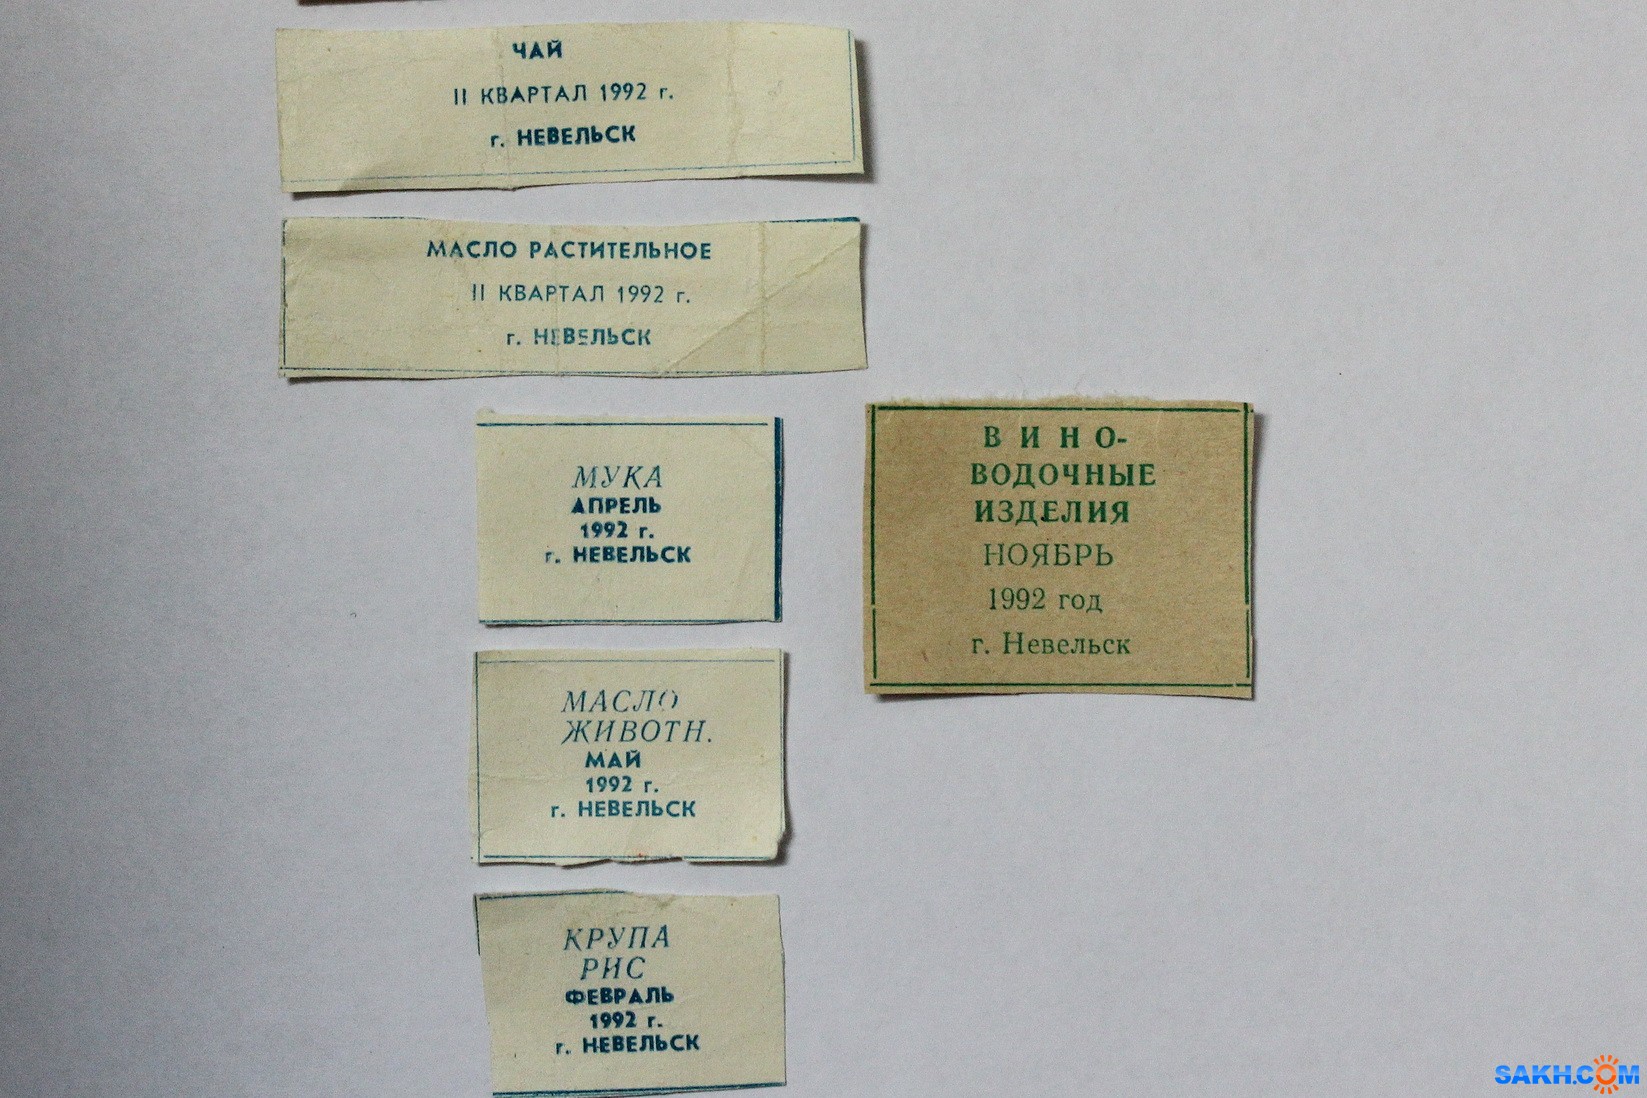 ЧАЙ
II КВАРТАЛ 1992 г.
г. НЕВЕЛЬСК
МАСЛО РАСТИТЕЛЬНОЕ
II КВАРТАЛ 1992 г.
г. НЕВЕЛЬСК
МУКА
АПРЕЛЬ
1992 г.
г. НЕВЕЛЬСК
МАСЛО
ЖИВОТН.
МАЙ
1992 г.
г. НЕВЕЛЬСК
КРУПА
РИС
ФЕВРАЛЬ
1992 г.
г. НЕВЕЛЬСК
ВИНО-
ВОДОЧНЫЕ
ИЗДЕЛИЯ
НОЯБРЬ
1992 год
г. Невельск
SAKH.COM